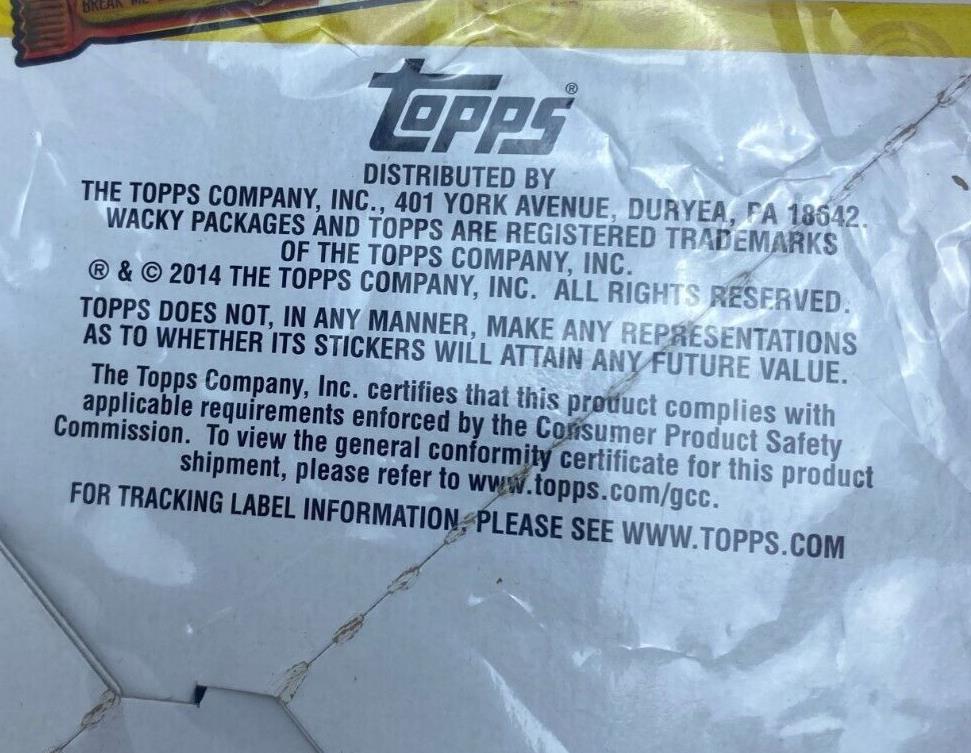 BREAK ME
Topps®
DISTRIBUTED BY
THE TOPPS COMPANY, INC., 401 YORK AVENUE, DURYEA, PA 18642.
WACKY PACKAGES AND TOPPS ARE REGISTERED TRADEMARKS
OF THE TOPPS COMPANY, INC.
® & © 2014 THE TOPPS COMPANY, INC. ALL RIGHTS RESERVED.
TOPPS DOES NOT, IN ANY MANNER, MAKE ANY REPRESENTATIONS
AS TO WHETHER ITS STICKERS WILL ATTAIN ANY FUTURE VALUE.
The Topps Company, Inc. certifies that this product complies with
applicable requirements enforced by the Consumer Product Safety
Commission. To view the general conformity certificate for this product
shipment, please refer to www.topps.com/gcc.
FOR TRACKING LABEL INFORMATION, PLEASE SEE WWW.TOPPS.COM